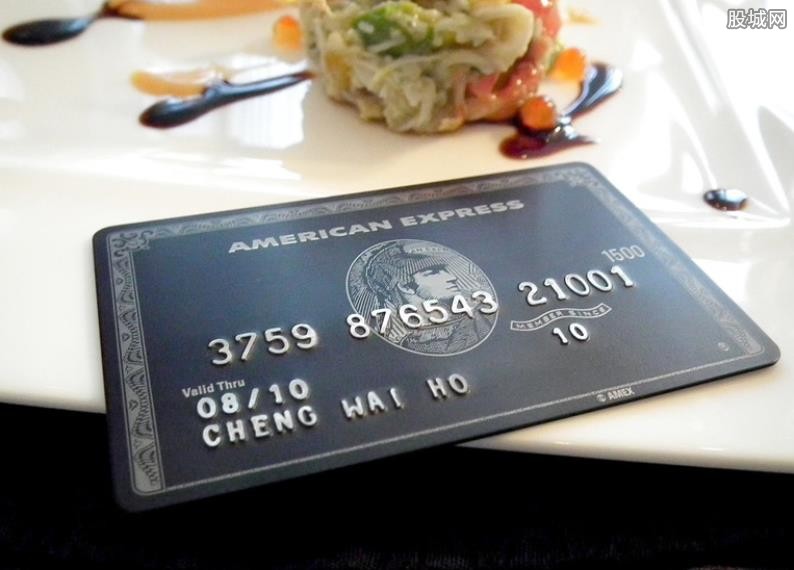 股城网
AMERICAN EXPRESS
1500
3759 876543 21001
MEMBER SINCE
10
Valid Thru
08/10
CHENG WAI HO
© AMEX